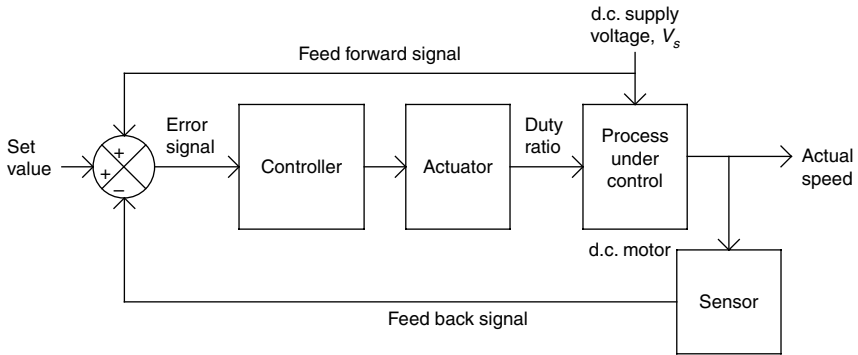 d.c. supply
voltage, Vs
Feed forward signal
Set
value
+
+
–
Error
signal
Controller
Actuator
Duty
ratio
Process
under
control
Actual
speed
d.c. motor
Sensor
Feed back signal